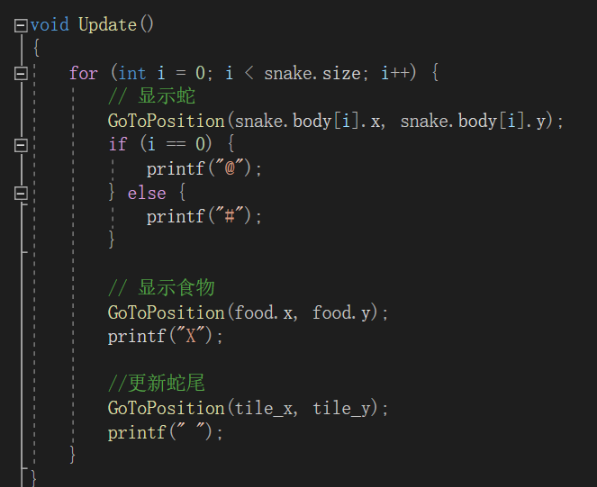 void Update()
{
for (int i = 0; i < snake.size; i++) {
// 显示蛇
GoToPosition(snake.body[i].x, snake.body[i].y);
if (i == 0) {
printf("@");
} else {
printf("#");
}
// 显示食物
GoToPosition(food.x, food.y);
printf("X");
//更新蛇尾
GoToPosition(tile_x, tile_y);
printf(" ");
}
}